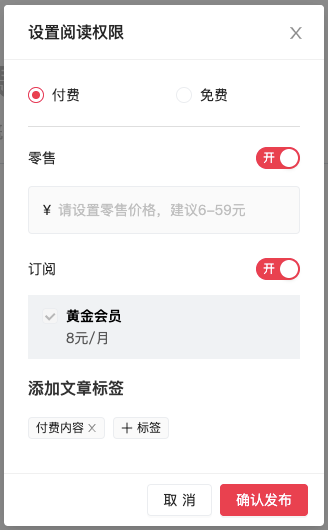 设置阅读权限
付费 免费
零售 开
¥ 请设置零售价格，建议6-59元
订阅 开
黄金会员
8元/月
添加文章标签
付费内容 标签
取 消 确认发布